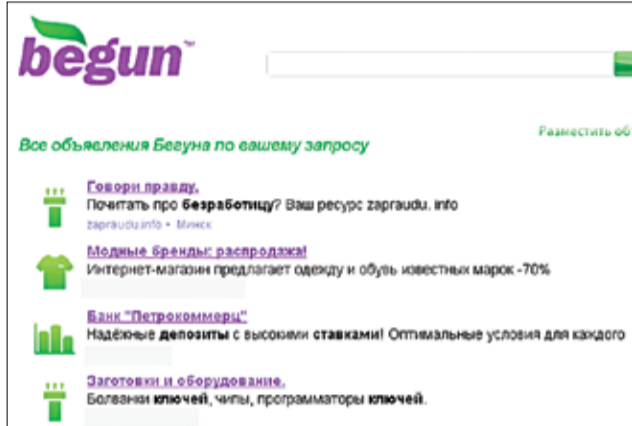 begun™
Разместить об
Все объявления Бегуна по вашему запросу
Говори правду.
Почитать про безработицу? Ваш ресурс zapraudu. info
zapraudu.info • Минск
Модные бренды: распродажа!
Интернет-магазин предлагает одежду и обувь известных марок -70%
Банк "Петрокоммерц"
Надёжные депозиты с высокими ставками! Оптимальные условия для каждого
Заготовки и оборудование.
Болванки ключей, чипы, программаторы ключей.